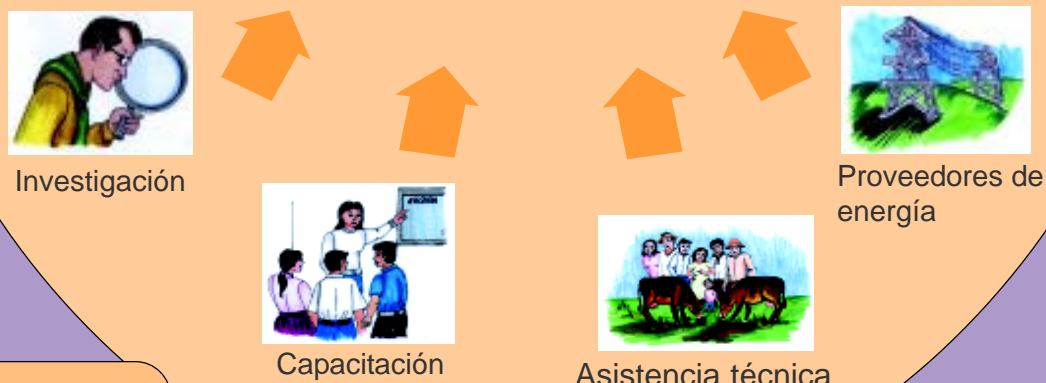 Investigación
Proveedores de
energía
Capacitación
Asistencia técnica